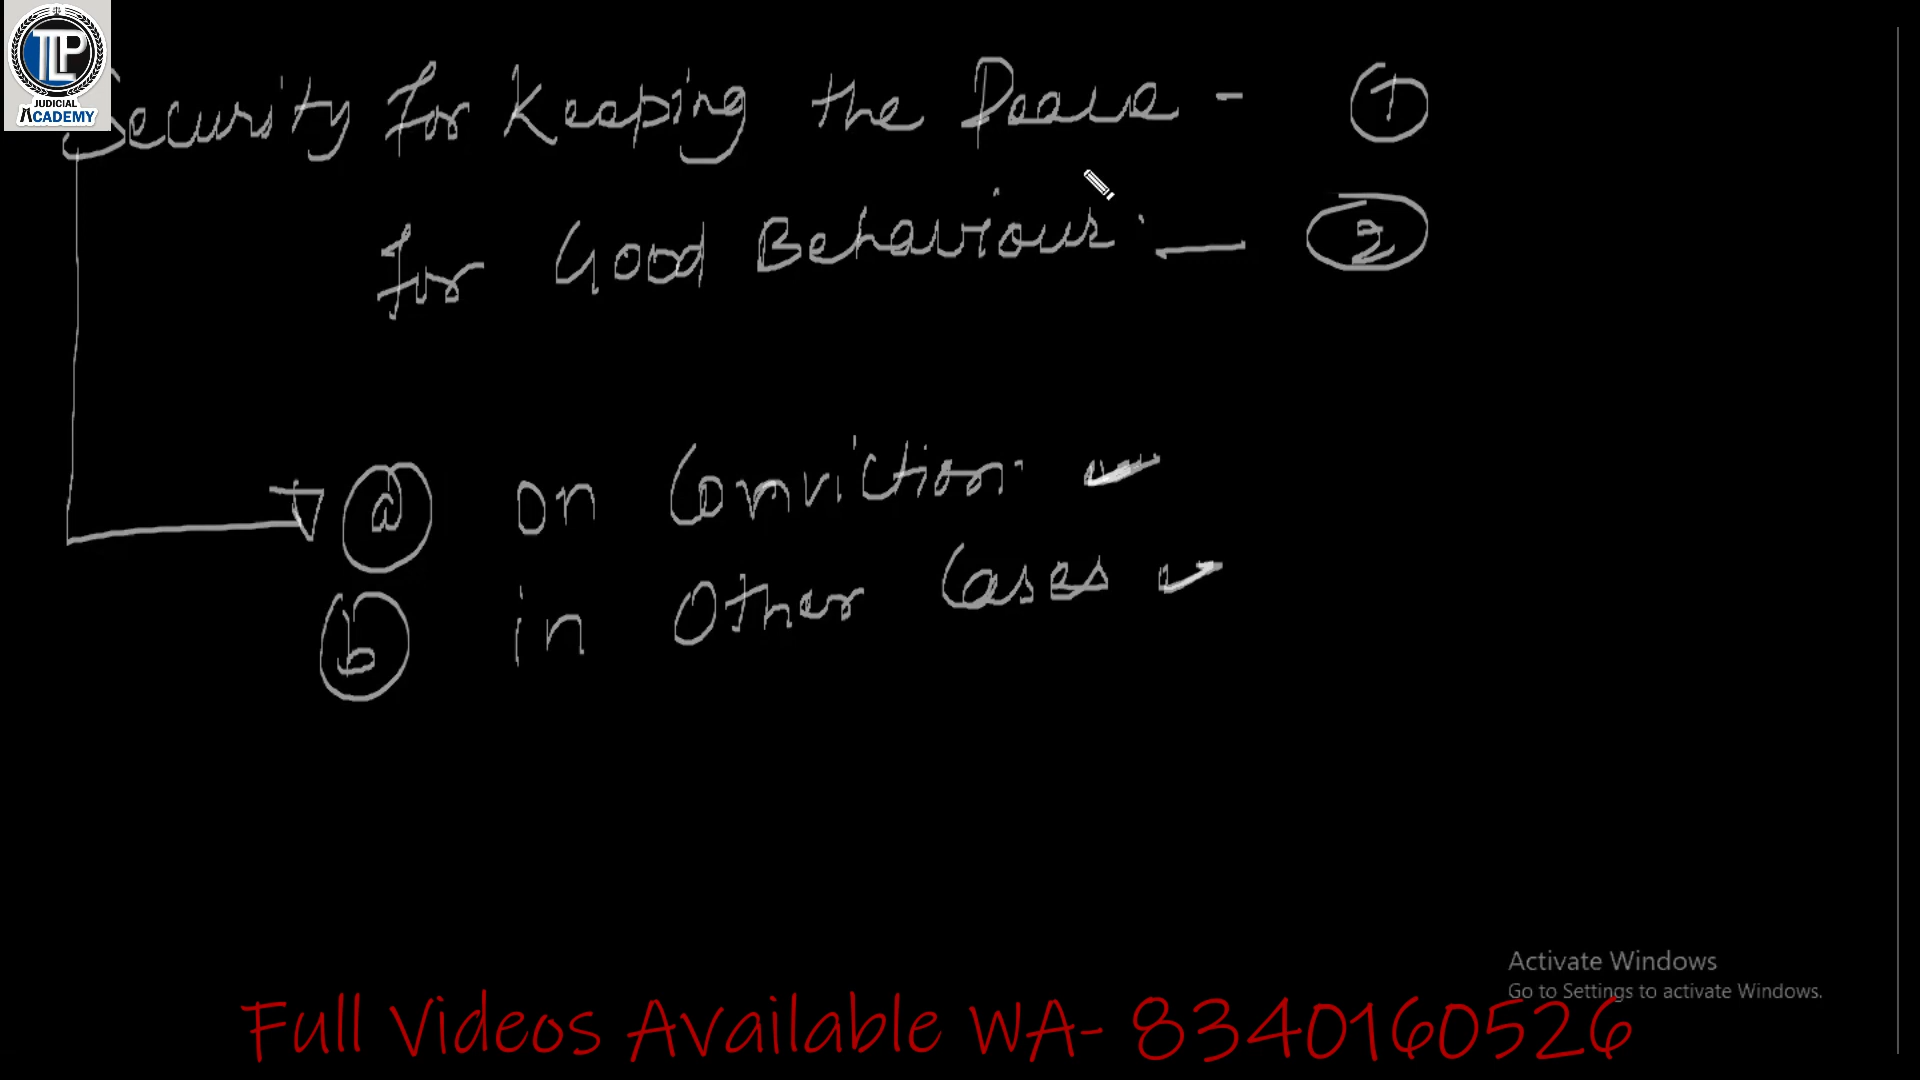 TLP
JUDICIAL
ACADEMY
Security for Keeping the Peace - 1
for Good Behaviour - 2
a on Conviction
b in Other Cases
Activate Windows
Go to Settings to activate Windows.
Full Videos Available WA- 8340160526